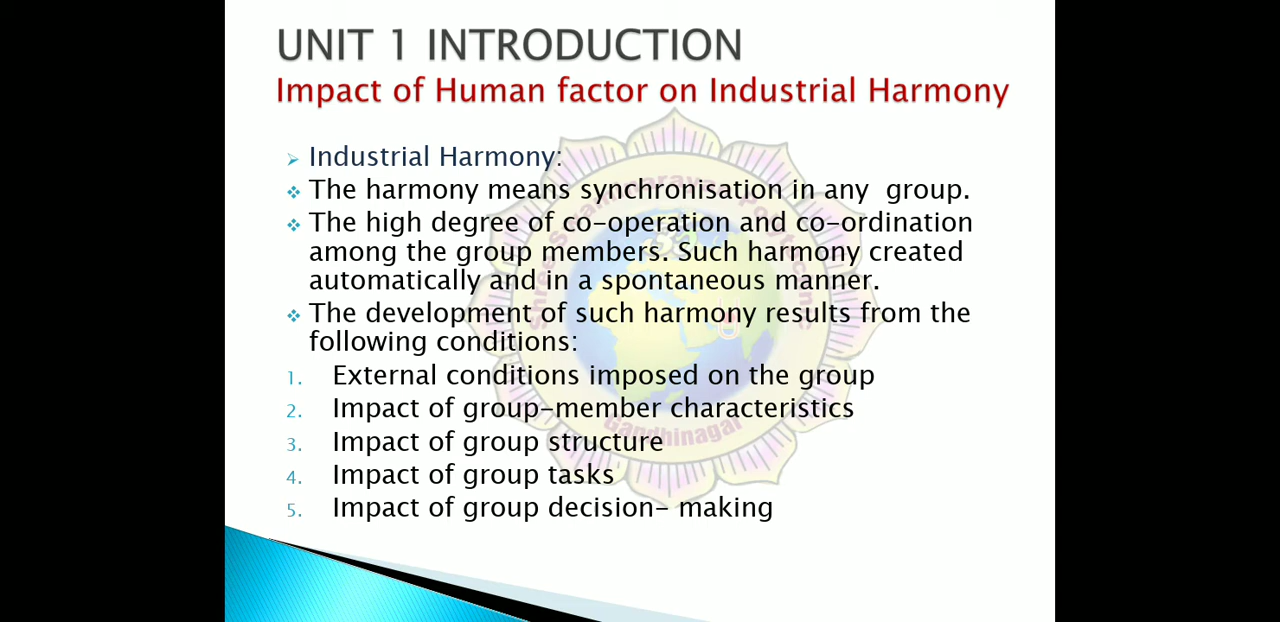 UNIT 1 INTRODUCTION
Impact of Human factor on Industrial Harmony
Industrial Harmony:
The harmony means synchronisation in any group.
The high degree of co-operation and co-ordination
among the group members. Such harmony created
automatically and in a spontaneous manner.
The development of such harmony results from the
following conditions:
1. External conditions imposed on the group
2. Impact of group-member characteristics
3. Impact of group structure
4. Impact of group tasks
5. Impact of group decision- making
Gandhinagar